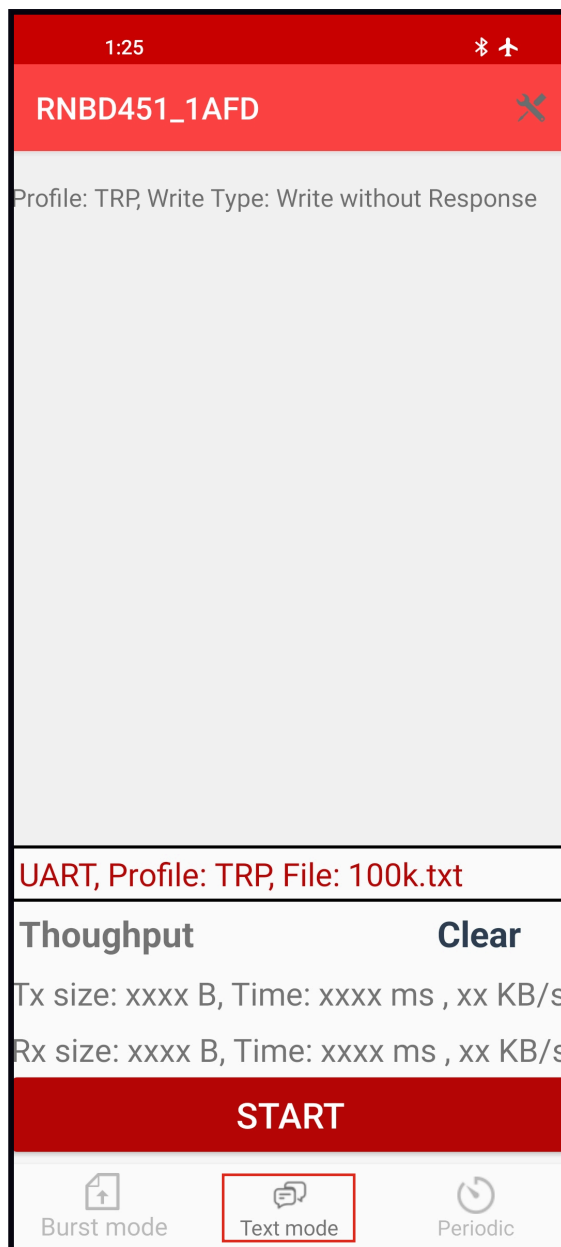 1:25
RNBD451_1AFD
Profile: TRP, Write Type: Write without Response
UART, Profile: TRP, File: 100k.txt
Thoughput Clear
Tx size: xxxx B, Time: xxxx ms , xx KB/s
Rx size: xxxx B, Time: xxxx ms , xx KB/s
START
Burst mode Text mode Periodic